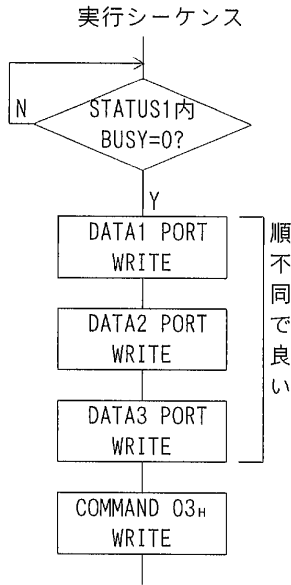 実行シーケンス
N
STATUS1内
BUSY=0?
Y
DATA1 PORT
WRITE
DATA2 PORT
WRITE
DATA3 PORT
WRITE
順不同で良い
COMMAND 03H
WRITE